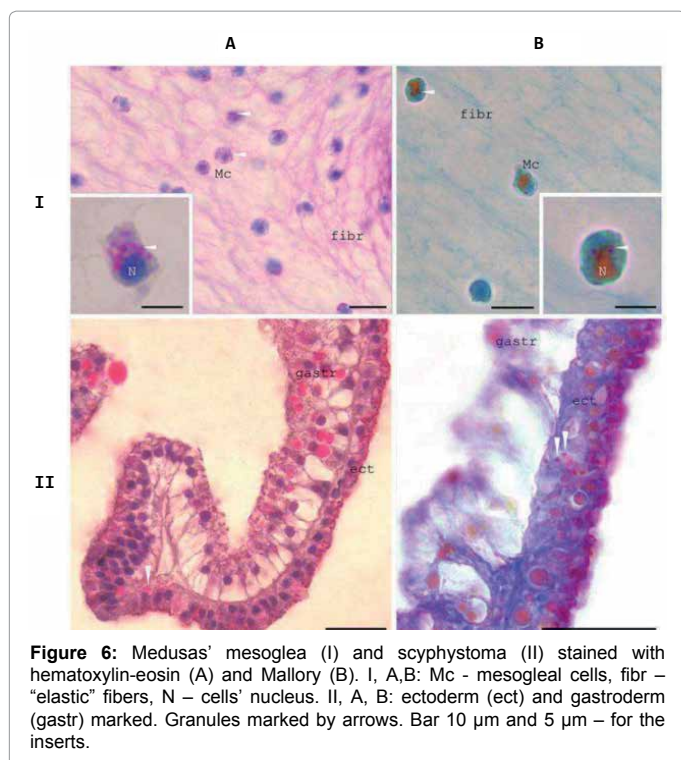 A B
I
fibr
Mc
fibr
Mc
N
N
II
gastr
ect
gastr
ect
Figure 6: Medusas’ mesoglea (I) and scyphystoma (II) stained with
hematoxylin-eosin (A) and Mallory (B). I, A,B: Mc - mesogleal cells, fibr –
“elastic” fibers, N – cells’ nucleus. II, A, B: ectoderm (ect) and gastroderm
(gastr) marked. Granules marked by arrows. Bar 10 μm and 5 μm – for the
inserts.